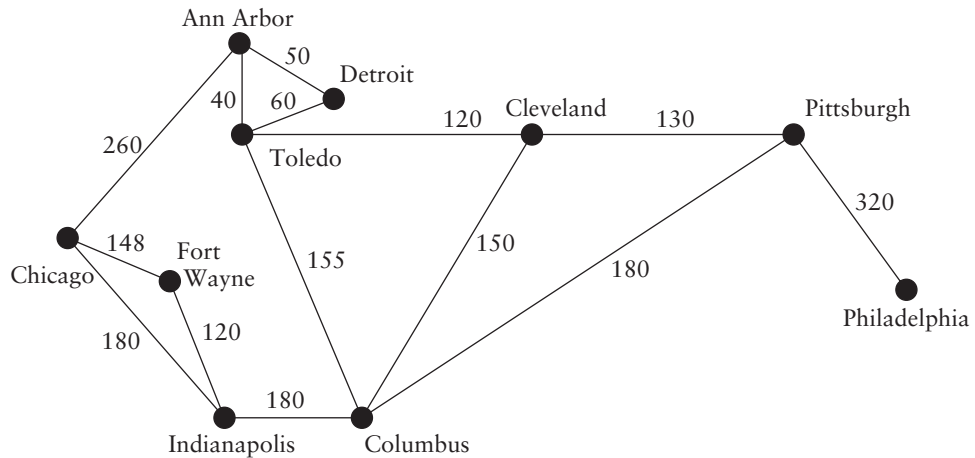 Ann Arbor
50
Detroit
40
60
Cleveland
Pittsburgh
120
130
260
Toledo
320
148
Fort
Wayne
Chicago
155
150
180
Philadelphia
180
120
180
Indianapolis
Columbus